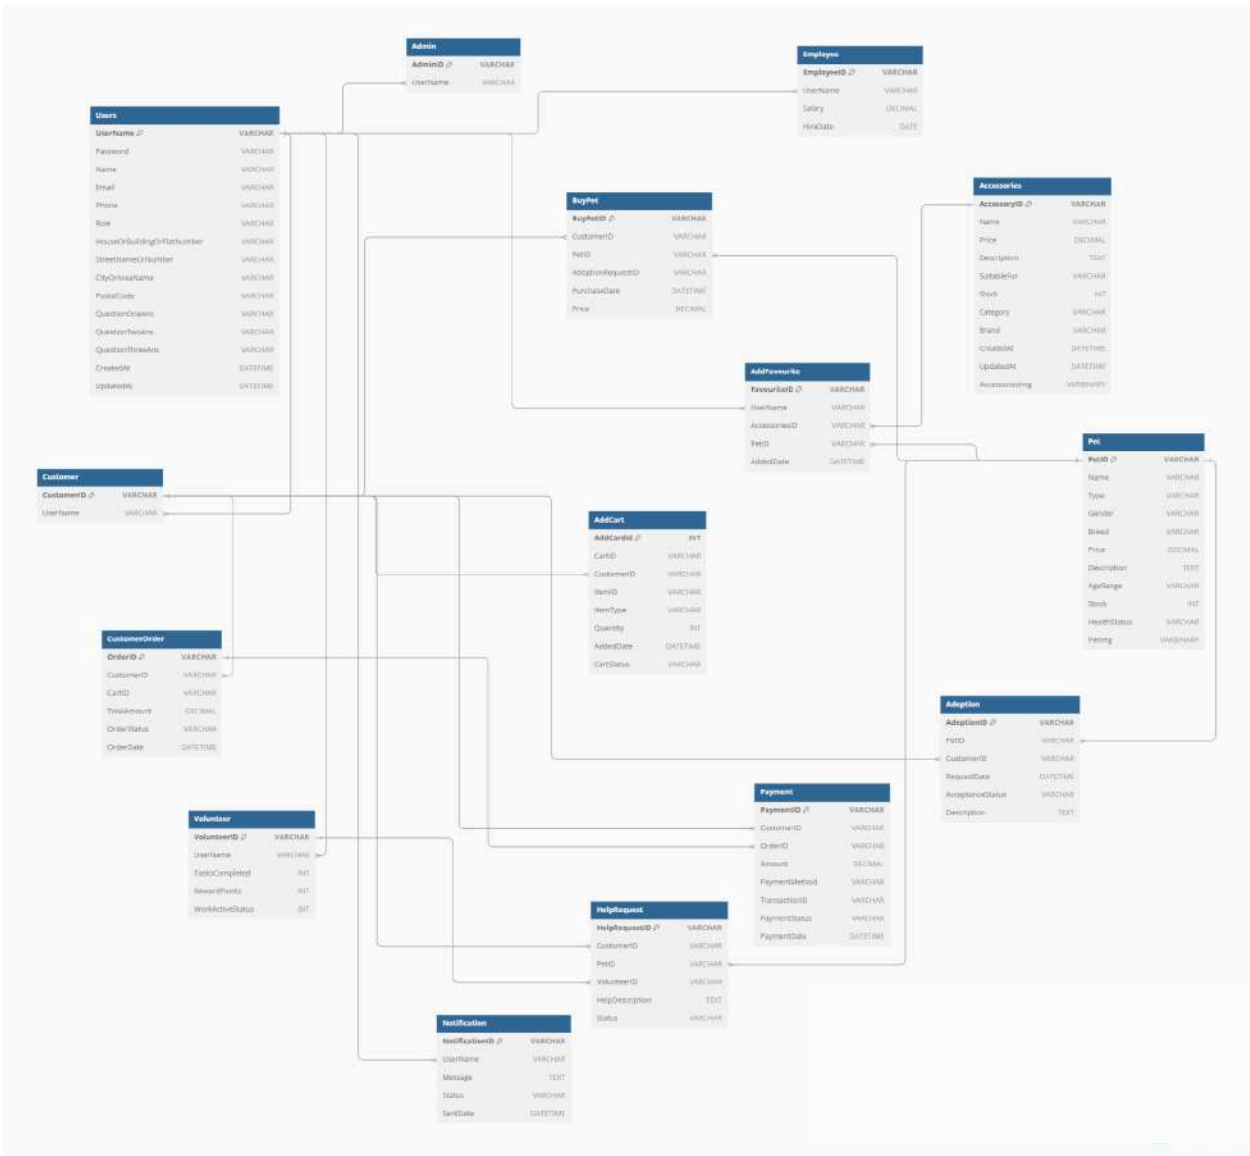 Admin
AdminID VARCHAR
UserName VARCHAR
Employee
EmployeeID VARCHAR
UserName VARCHAR
Salary DECIMAL
HireDate DATE
Users
UserName VARCHAR
Password VARCHAR
Name VARCHAR
Email VARCHAR
Phone VARCHAR
Role VARCHAR
HouseOrBuildingOrFlatNumber VARCHAR
StreetNameOrNumber VARCHAR
CityOrAreaName VARCHAR
PostalCode VARCHAR
QuestionOneAns VARCHAR
QuestionTwoAns VARCHAR
QuestionThreeAns VARCHAR
CreatedAt DATETIME
UpdatedAt DATETIME
BuyPet
BuyPetID VARCHAR
CustomerID VARCHAR
PetID VARCHAR
AdoptionRequestID VARCHAR
PurchaseDate DATETIME
Price DECIMAL
Accessories
AccessoryID VARCHAR
Name VARCHAR
Price DECIMAL
Description TEXT
SuitableFor VARCHAR
Stock INT
Category VARCHAR
Brand VARCHAR
CreatedAt DATETIME
UpdatedAt DATETIME
AccessoriesImg VARBINARY
AddFavourite
FavouriteID VARCHAR
UserName VARCHAR
AccessoriesID VARCHAR
PetID VARCHAR
AddedDate DATETIME
Pet
PetID VARCHAR
Name VARCHAR
Type VARCHAR
Gender VARCHAR
Breed VARCHAR
Price DECIMAL
Description TEXT
AgeRange VARCHAR
Stock INT
HealthStatus VARCHAR
PetImg VARBINARY
Customer
CustomerID VARCHAR
UserName VARCHAR
AddCart
AddCardId INT
CartID VARCHAR
CustomerID VARCHAR
ItemID VARCHAR
ItemType VARCHAR
Quantity INT
AddedDate DATETIME
CartStatus VARCHAR
CustomerOrder
OrderID VARCHAR
CustomerID VARCHAR
CartID VARCHAR
TotalAmount DECIMAL
OrderStatus VARCHAR
OrderDate DATETIME
Adoption
AdoptionID VARCHAR
PetID VARCHAR
CustomerID VARCHAR
RequestDate DATETIME
AcceptanceStatus VARCHAR
Description TEXT
Payment
PaymentID VARCHAR
CustomerID VARCHAR
OrderID VARCHAR
Amount DECIMAL
PaymentMethod VARCHAR
TransactionID VARCHAR
PaymentStatus VARCHAR
PaymentDate DATETIME
Volunteer
VolunteerID VARCHAR
UserName VARCHAR
TasksCompleted INT
RewardPoints INT
WorkActiveStatus BIT
HelpRequest
HelpRequestID VARCHAR
CustomerID VARCHAR
PetID VARCHAR
VolunteerID VARCHAR
HelpDescription TEXT
Status VARCHAR
Notification
NotificationID VARCHAR
UserName VARCHAR
Message TEXT
Status VARCHAR
SentDate DATETIME